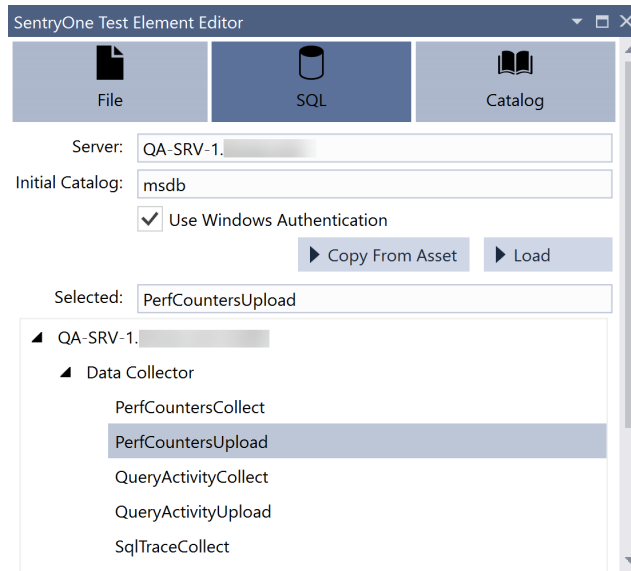 SentryOne Test Element Editor
File
SQL
Catalog
Server: QA-SRV-1.
Initial Catalog: msdb
Use Windows Authentication
Copy From Asset
Load
Selected: PerfCountersUpload
QA-SRV-1.
Data Collector
PerfCountersCollect
PerfCountersUpload
QueryActivityCollect
QueryActivityUpload
SqlTraceCollect